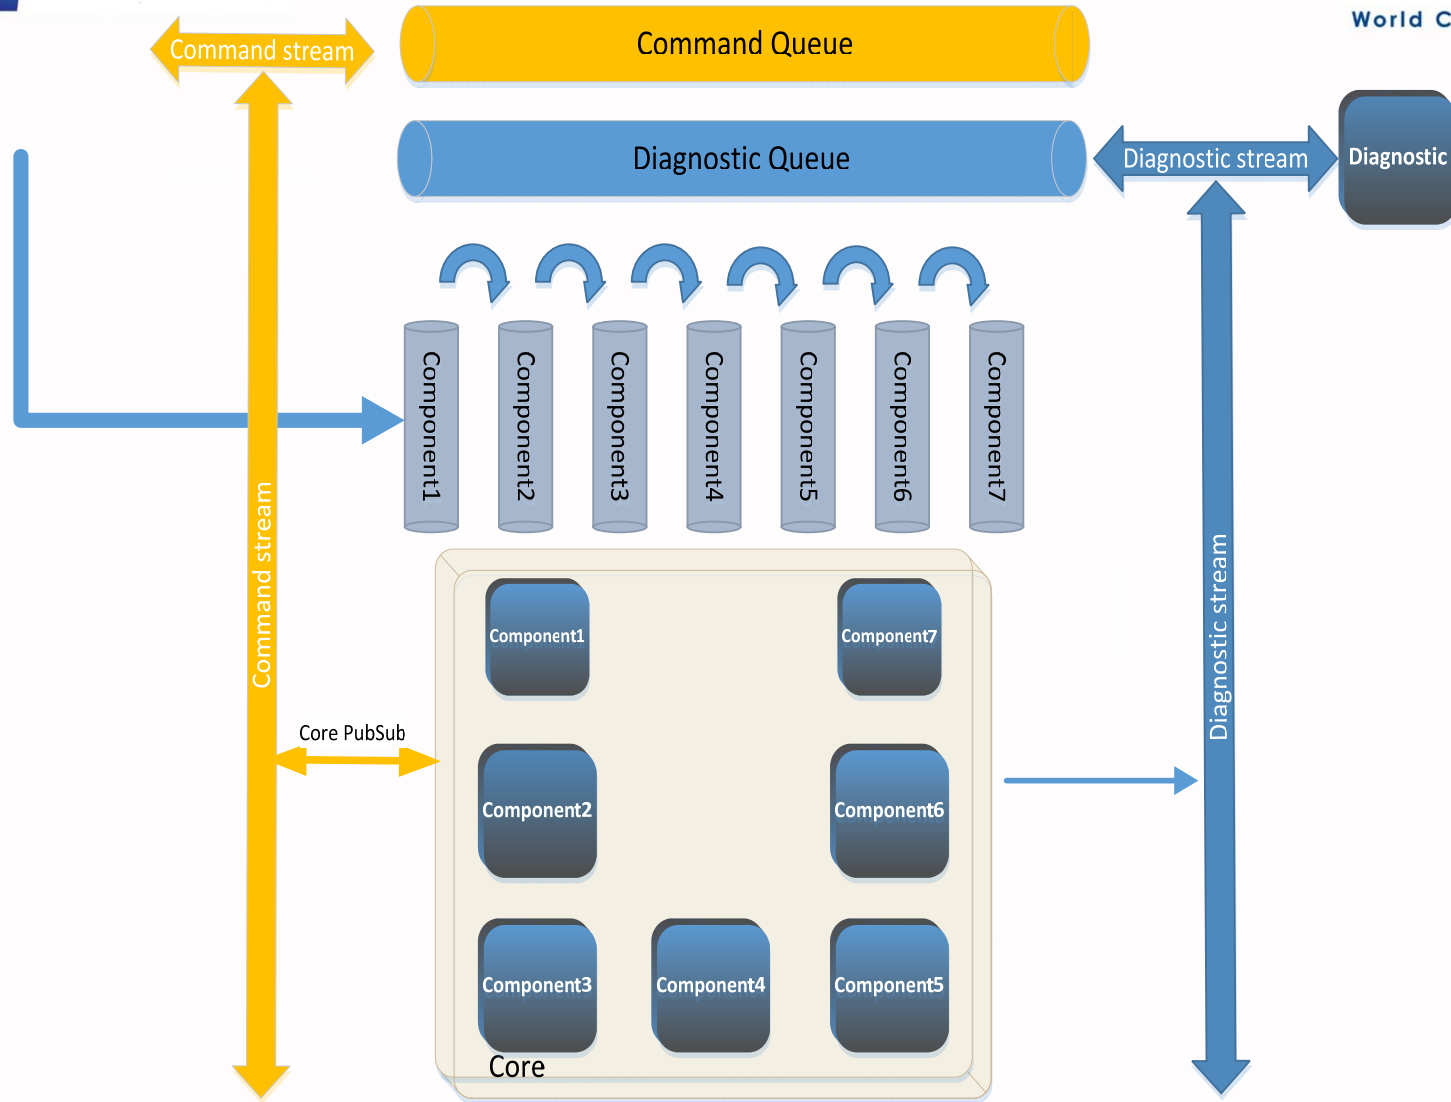 World C
Command stream
Command Queue
Diagnostic Queue
Diagnostic stream
Diagnostic
Component1
Component2
Component3
Component4
Component5
Component6
Component7
Command stream
Diagnostic stream
Core PubSub
Component1
Component7
Component2
Component6
Component3
Component4
Component5
Core